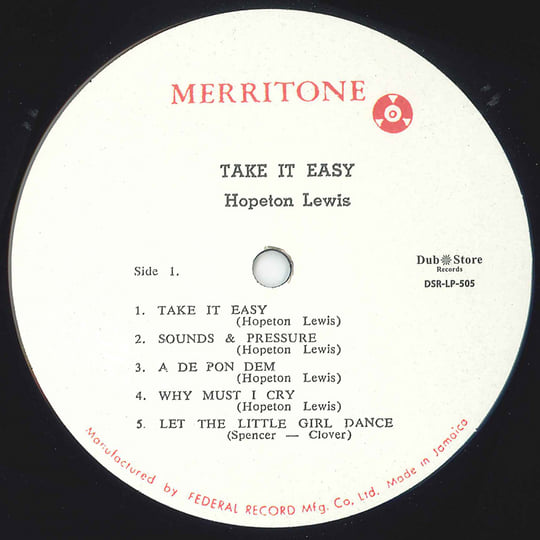 MERRITONE
TAKE IT EASY
Hopeton Lewis
Side 1.
Dub Store
Records
DSR-LP-505
1. TAKE IT EASY
(Hopeton Lewis)
2. SOUNDS & PRESSURE
(Hopeton Lewis)
3. A DE PON DEM
(Hopeton Lewis)
4. WHY MUST I CRY
(Hopeton Lewis)
5. LET THE LITTLE GIRL DANCE
(Spencer — Clover)
Manufactured by FEDERAL RECORD Mfg. Co, Ltd. Made in Jamaica